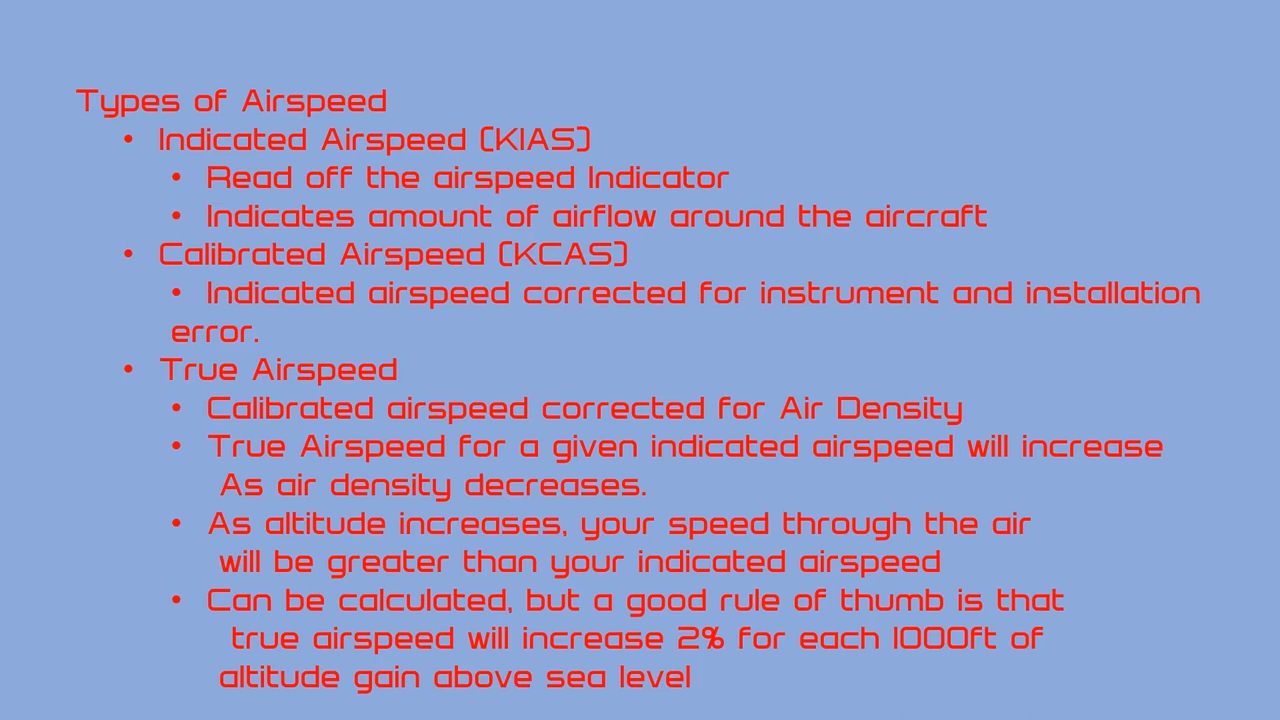 Types of Airspeed
• Indicated Airspeed (KIAS)
• Read off the airspeed Indicator
• Indicates amount of airflow around the aircraft
• Calibrated Airspeed (KCAS)
• Indicated airspeed corrected for instrument and installation
error.
• True Airspeed
• Calibrated airspeed corrected for Air Density
• True Airspeed for a given indicated airspeed will increase
As air density decreases.
• As altitude increases, your speed through the air
will be greater than your indicated airspeed
• Can be calculated, but a good rule of thumb is that
true airspeed will increase 2% for each 1000ft of
altitude gain above sea level